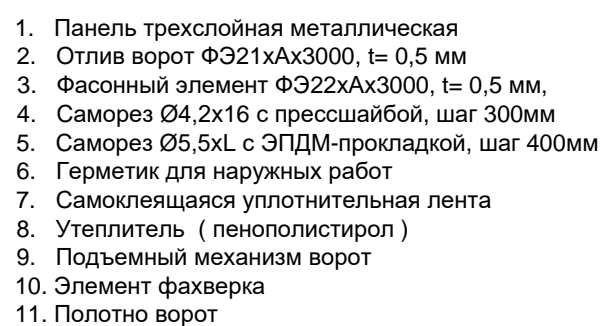 1. Панель трехслойная металлическая
2. Отлив ворот ФЭ21хАх3000, t= 0,5 мм
3. Фасонный элемент ФЭ22хАх3000, t= 0,5 мм,
4. Саморез Ø4,2х16 с прессшайбой, шаг 300мм
5. Саморез Ø5,5хL с ЭПДМ-прокладкой, шаг 400мм
6. Герметик для наружных работ
7. Самоклеящаяся уплотнительная лента
8. Утеплитель ( пенополистирол )
9. Подъемный механизм ворот
10. Элемент фахверка
11. Полотно ворот